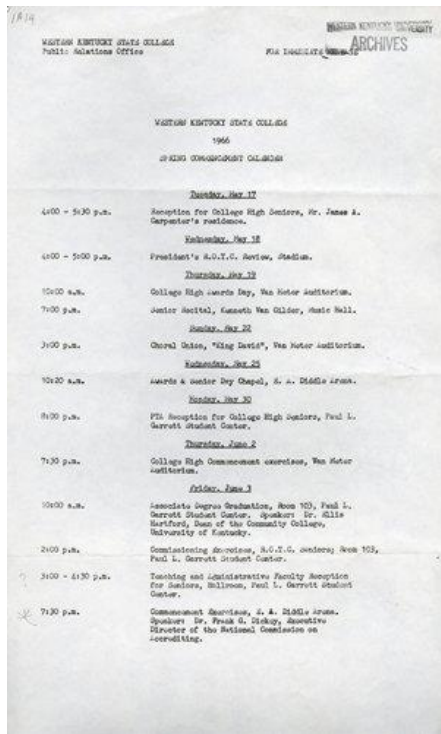 1A14
WESTERN KENTUCKY UNIVERSITY
ARCHIVES
WESTERN KENTUCKY STATE COLLEGE
Public Relations Office
FOR IMMEDIATE RELEASE
WESTERN KENTUCKY STATE COLLEGE
1966
SPRING COMMENCEMENT CALENDAR
Tuesday, May 17
4:00 - 5:30 p.m. Reception for College High Seniors, Mr. James A.
Carpenter's residence.
Wednesday, May 18
4:00 - 5:00 p.m. President's R.O.T.C. Review, Stadium.
Thursday, May 19
10:00 a.m. College High Awards Day, Van Meter Auditorium.
7:00 p.m. Senior Recital, Kenneth Van Gilder, Music Hall.
Sunday, May 22
3:00 p.m. Choral Union, "King David", Van Meter Auditorium.
Wednesday, May 25
10:20 a.m. Awards & Senior Day Chapel, E. A. Diddle Arena.
Monday, May 30
8:00 p.m. PTA Reception for College High Seniors, Paul L.
Garrett Student Center.
Thursday, June 2
7:30 p.m. College High Commencement exercises, Van Meter
Auditorium.
Friday, June 3
10:00 a.m. Associate Degree Graduation, Room 103, Paul L.
Garrett Student Center. Speaker: Dr. Ellis
Hartford, Dean of the Community College,
University of Kentucky.
2:00 p.m. Commissioning Exercises, R.O.T.C. Seniors; Room 103,
Paul L. Garrett Student Center.
3:00 - 4:30 p.m. Teaching and Administrative Faculty Reception
for Seniors, Ballroom, Paul L. Garrett Student
Center.
7:30 p.m. Commencement Exercises, E. A. Diddle Arena.
Speaker: Dr. Frank G. Dickey, Executive
Director of the National Commission on
Accrediting.